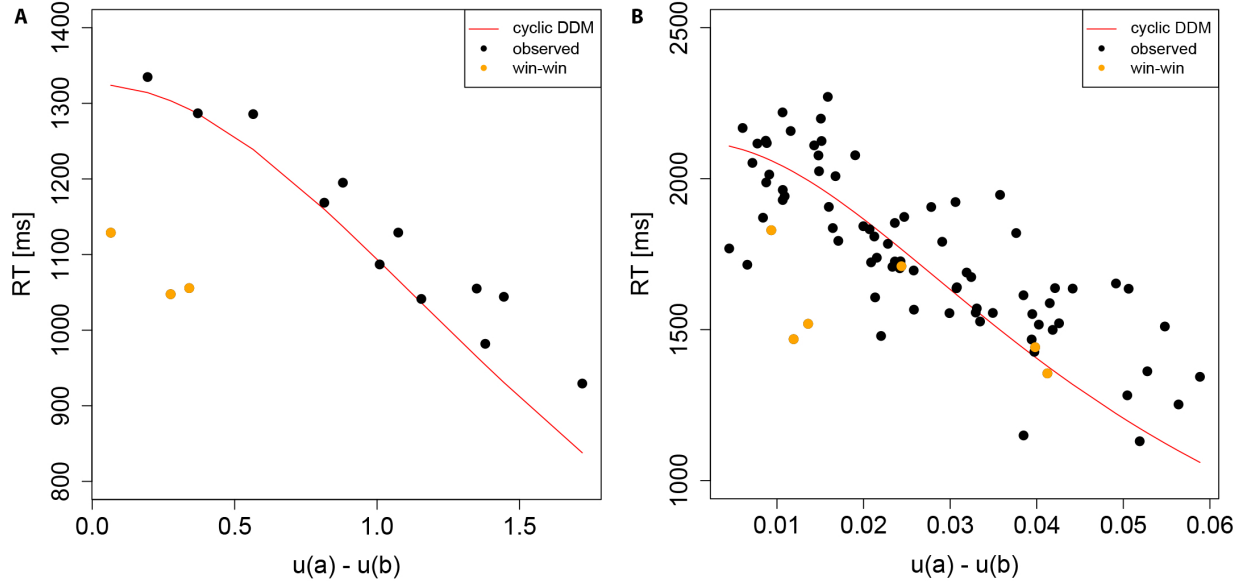 A
1400
1300
1200
1100
1000
900
800
RT [ms]
0.0
0.5
1.0
1.5
u(a) - u(b)
cyclic DDM
observed
win-win
B
2500
2000
1500
1000
RT [ms]
0.01
0.02
0.03
0.04
0.05
0.06
u(a) - u(b)
cyclic DDM
observed
win-win